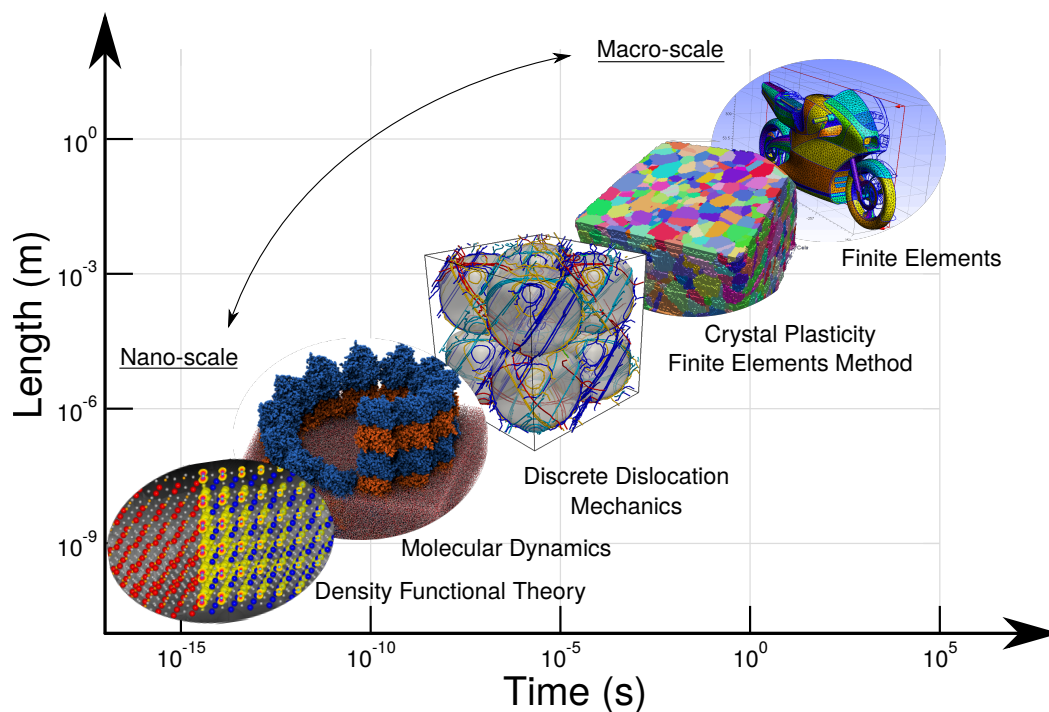 Macro-scale
10^0
Finite Elements
10^-3
Crystal Plasticity
Finite Elements Method
Nano-scale
10^-6
Discrete Dislocation
Mechanics
10^-9
Molecular Dynamics
Density Functional Theory
Length (m)
10^-15
10^-10
10^-5
10^0
10^5
Time (s)